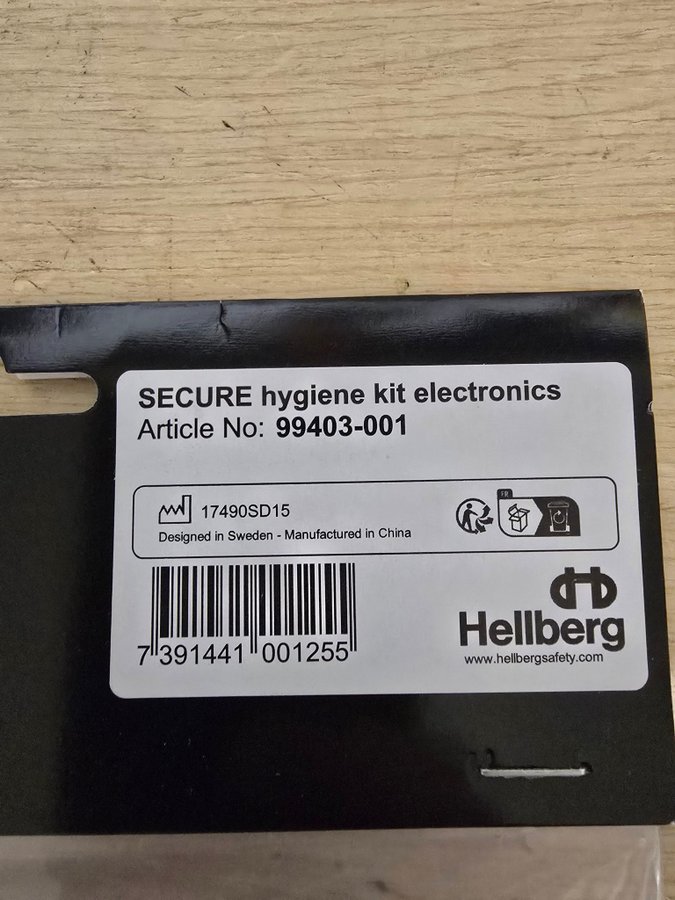 SECURE hygiene kit electronics
Article No: 99403-001
17490SD15
Designed in Sweden - Manufactured in China
FR
7 391441 001255
Hellberg
www.hellbergsafety.com